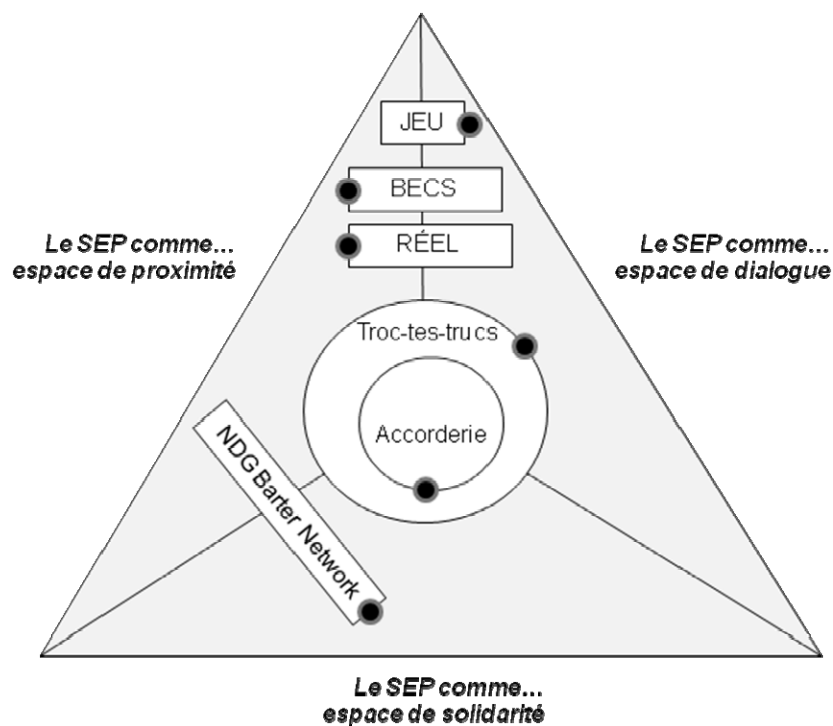 JEU
BECS
RÉEL
Le SEP comme...
espace de proximité
Le SEP comme...
espace de dialogue
Troc-tes-trucs
Accorderie
NDG Barter Network
Le SEP comme...
espace de solidarité